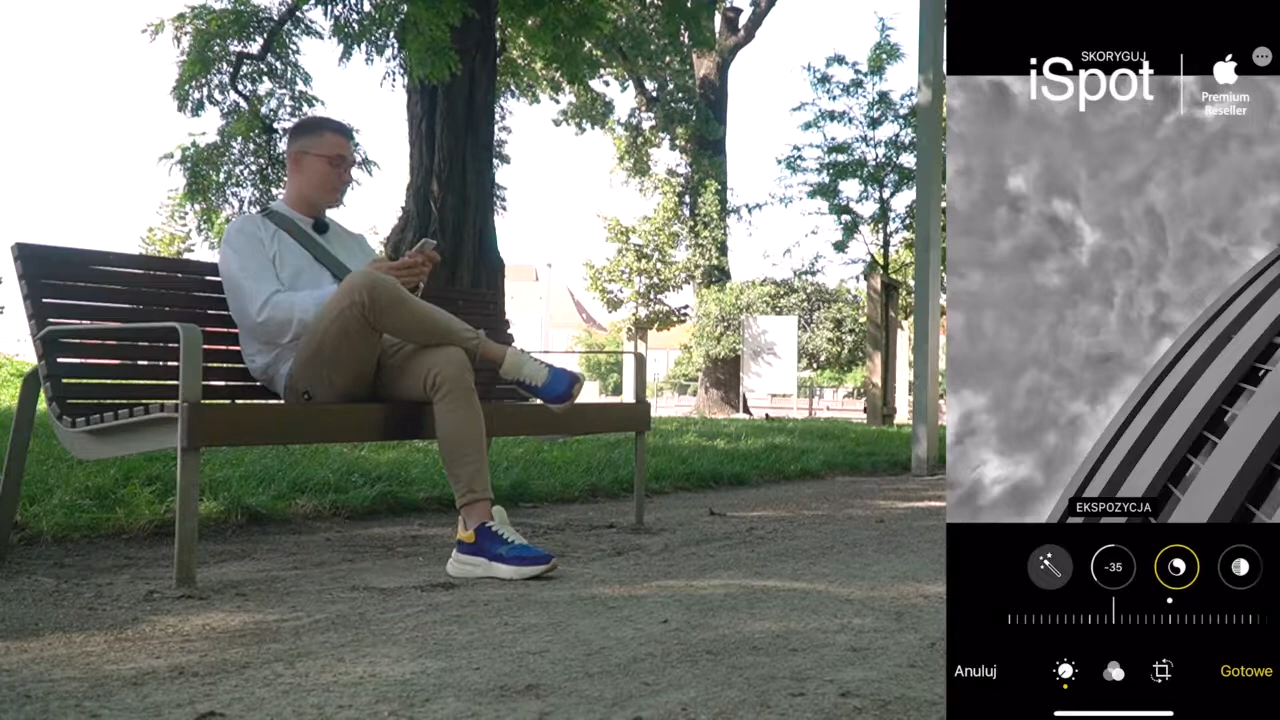 SKORYGUJ
iSpot
Premium
Reseller
EKSPOZYCJA
-35
Anuluj
Gotowe